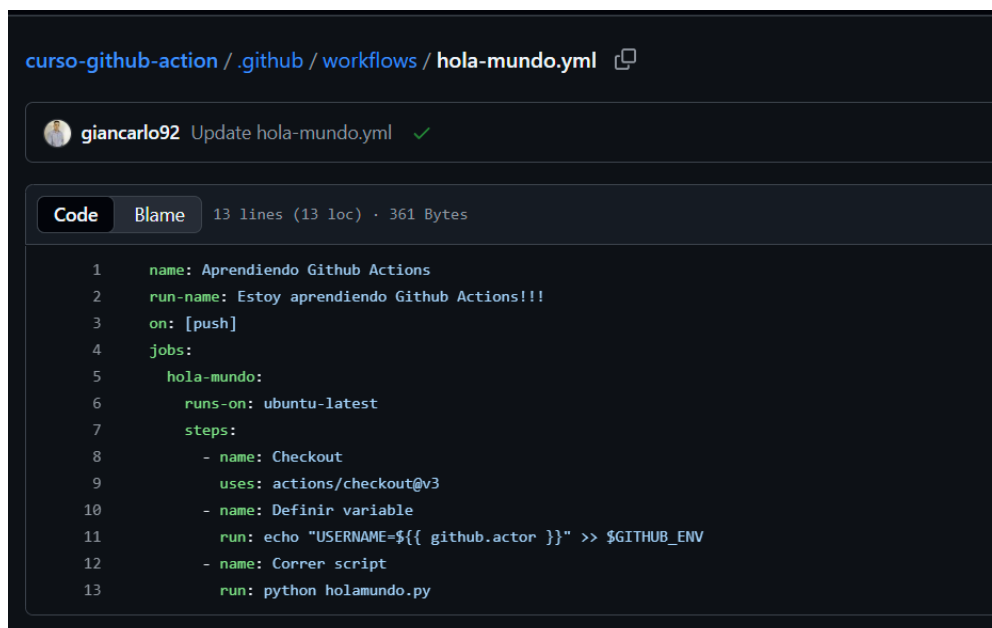 curso-github-action / .github / workflows / hola-mundo.yml
giancarlo92 Update hola-mundo.yml
Code Blame 13 lines (13 loc) · 361 Bytes
1 name: Aprendiendo Github Actions
2 run-name: Estoy aprendiendo Github Actions!!!
3 on: [push]
4 jobs:
5   hola-mundo:
6     runs-on: ubuntu-latest
7     steps:
8       - name: Checkout
9         uses: actions/checkout@v3
10       - name: Definir variable
11         run: echo "USERNAME=${{ github.actor }}" >> $GITHUB_ENV
12       - name: Correr script
13         run: python holamundo.py